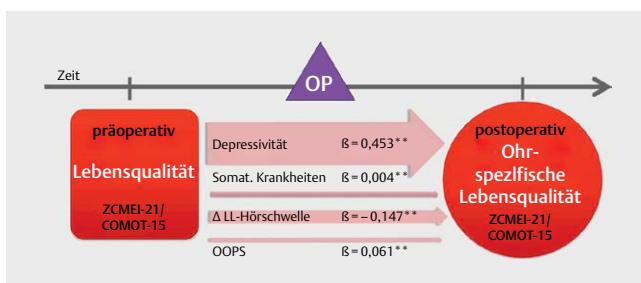 Zeit
OP
präoperativ
Lebensqualität
ZCMEI-21/
COMOT-15
Depressivität ß = 0,453**
Somat. Krankheiten ß = 0,004**
Δ LL-Hörschwelle ß = – 0,147**
OOPS ß = 0,061**
postoperativ
Ohr-
spezIfische
Lebensqualität
ZCMEI-21/
COMOT-15